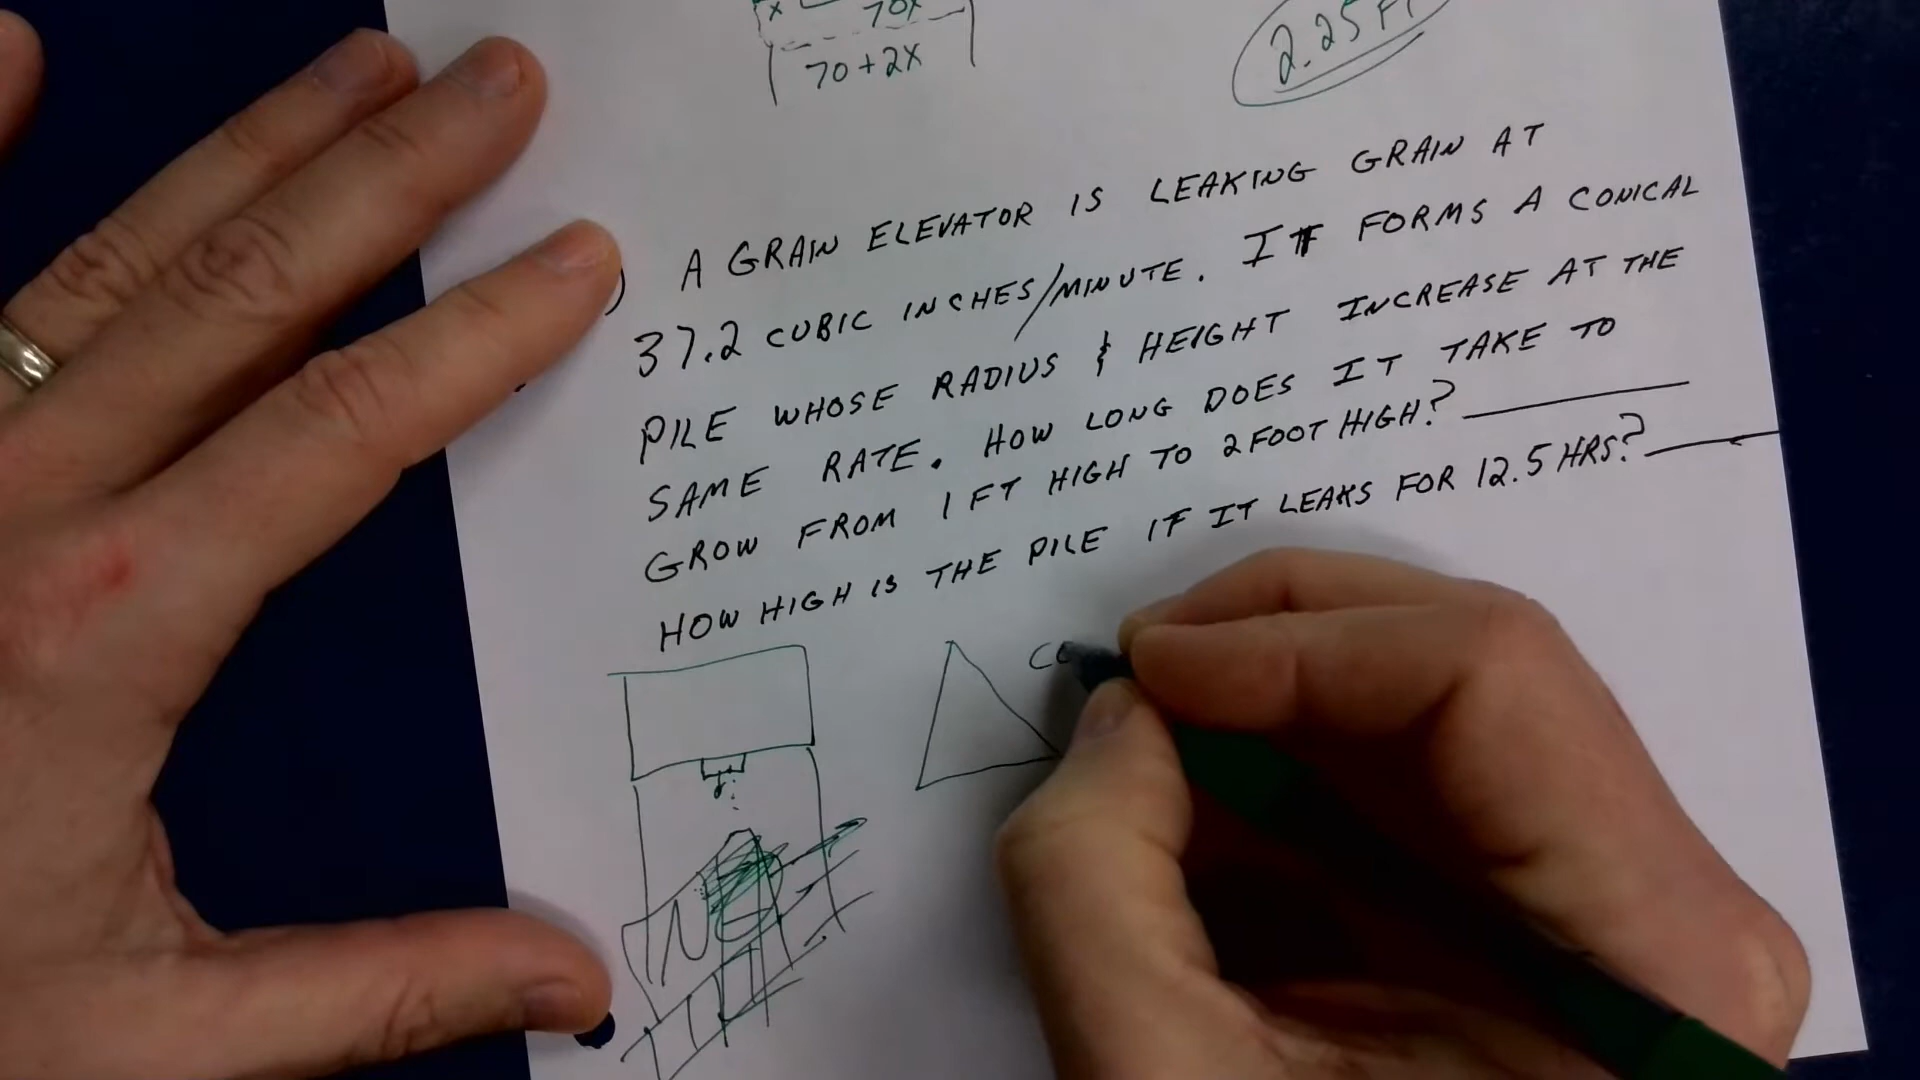 x 70x
70+2X
2.25 FT
) A GRAIN ELEVATOR IS LEAKING GRAIN AT
37.2 CUBIC INCHES/MINUTE. IT FORMS A CONICAL
PILE WHOSE RADIUS & HEIGHT INCREASE AT THE
SAME RATE. HOW LONG DOES IT TAKE TO
GROW FROM 1 FT HIGH TO 2 FOOT HIGH?
HOW HIGH IS THE PILE IF IT LEAKS FOR 12.5 HRS?
CO